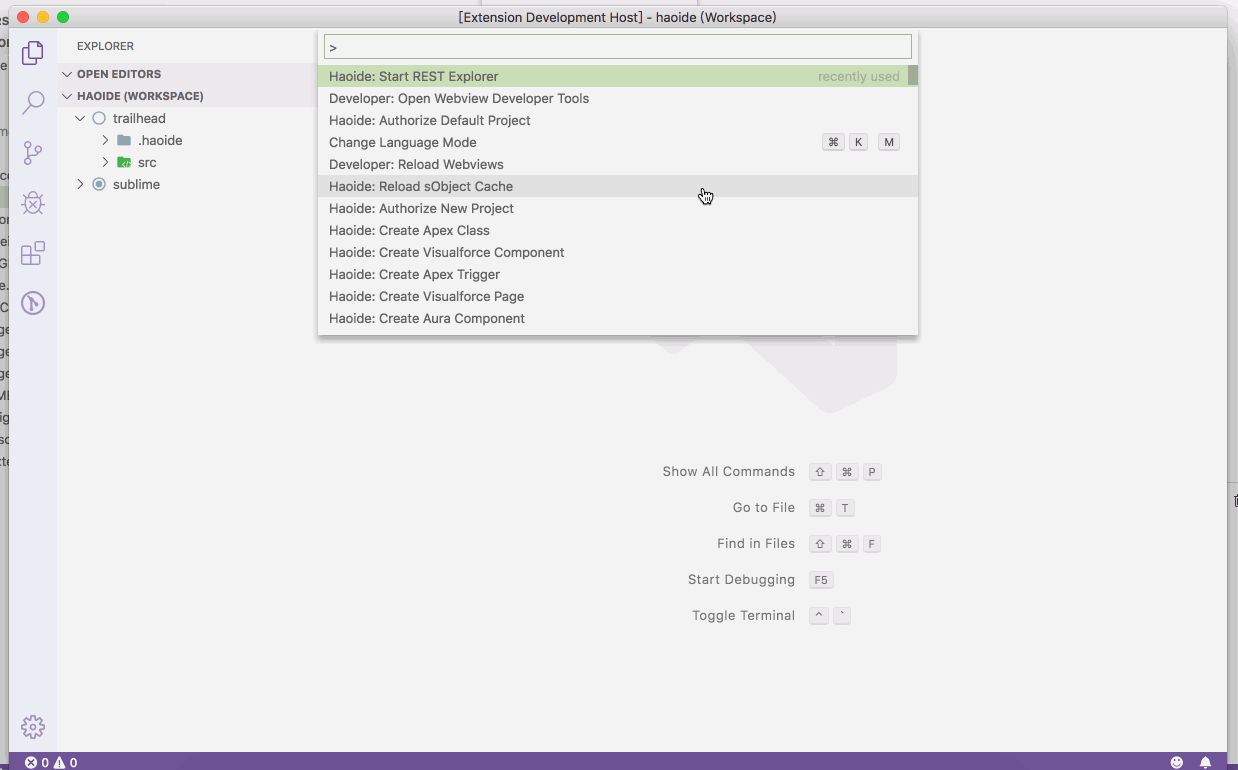 [Extension Development Host] - haoide (Workspace)
EXPLORER
OPEN EDITORS
HAOIDE (WORKSPACE)
trailhead
.haoide
src
sublime
>
Haoide: Start REST Explorer recently used
Developer: Open Webview Developer Tools
Haoide: Authorize Default Project
Change Language Mode ⌘ K M
Developer: Reload Webviews
Haoide: Reload sObject Cache
Haoide: Authorize New Project
Haoide: Create Apex Class
Haoide: Create Visualforce Component
Haoide: Create Apex Trigger
Haoide: Create Visualforce Page
Haoide: Create Aura Component
Show All Commands ⇧ ⌘ P
Go to File ⌘ T
Find in Files ⇧ ⌘ F
Start Debugging F5
Toggle Terminal ^ `
0 0